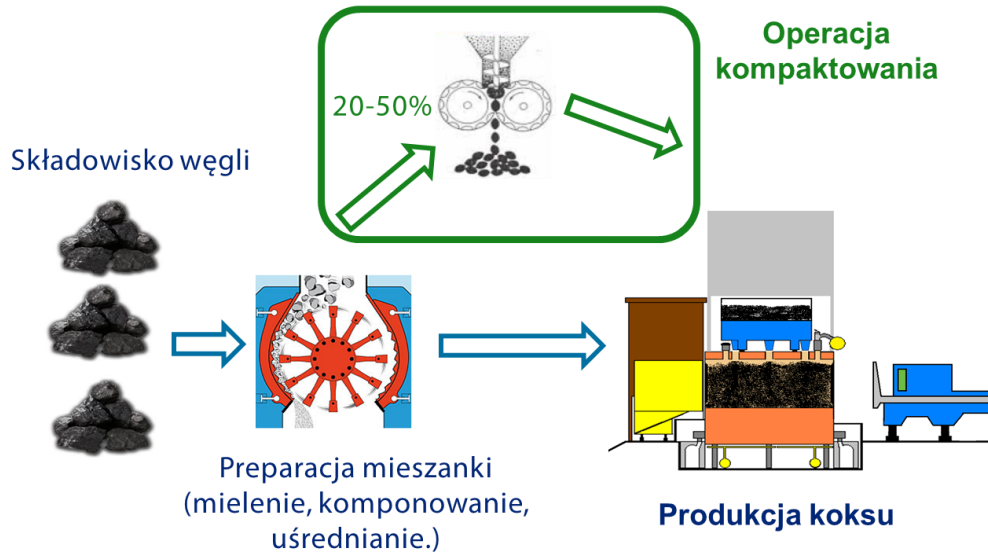 Operacja
kompaktowania
20-50%
Składowisko węgli
Preparacja mieszanki
(mielenie, komponowanie,
uśrednianie.)
Produkcja koksu